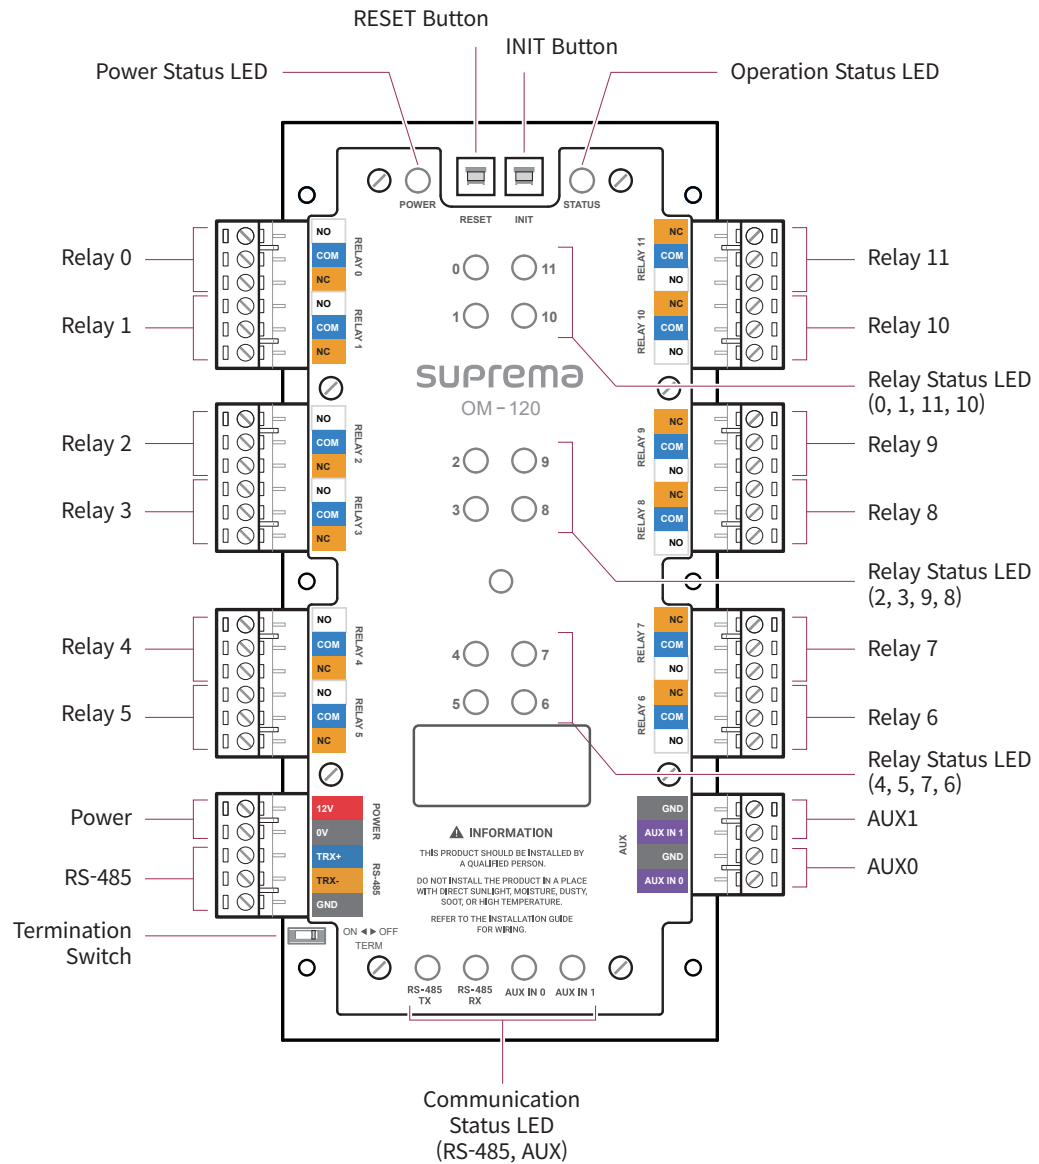 RESET Button
INIT Button
Power Status LED
Operation Status LED
POWER
RESET
INIT
STATUS
Relay 0
NO
COM
NC
RELAY 0
Relay 1
NO
COM
NC
RELAY 1
0
11
1
10
NC
COM
NO
RELAY 11
Relay 11
NC
COM
NO
RELAY 10
Relay 10
suprema
OM-120
Relay Status LED
(0, 1, 11, 10)
Relay 2
NO
COM
NC
RELAY 2
Relay 3
NO
COM
NC
RELAY 3
2
9
3
8
NC
COM
NO
RELAY 9
Relay 9
NC
COM
NO
RELAY 8
Relay 8
Relay Status LED
(2, 3, 9, 8)
Relay 4
NO
COM
NC
RELAY 4
Relay 5
NO
COM
NC
RELAY 5
4
7
5
6
NC
COM
NO
RELAY 7
Relay 7
NC
COM
NO
RELAY 6
Relay 6
Relay Status LED
(4, 5, 7, 6)
Power
12V
0V
POWER
RS-485
TRX+
TRX-
GND
RS-485
INFORMATION
THIS PRODUCT SHOULD BE INSTALLED BY
A QUALIFIED PERSON.
DO NOT INSTALL THE PRODUCT IN A PLACE
WITH DIRECT SUNLIGHT, MOISTURE, DUSTY,
SOOT, OR HIGH TEMPERATURE.
REFER TO THE INSTALLATION GUIDE
FOR WIRING.
GND
AUX IN 1
GND
AUX IN 0
AUX
AUX1
AUX0
Termination
Switch
ON ◀ ▶ OFF
TERM
RS-485
TX
RS-485
RX
AUX IN 0
AUX IN 1
Communication
Status LED
(RS-485, AUX)